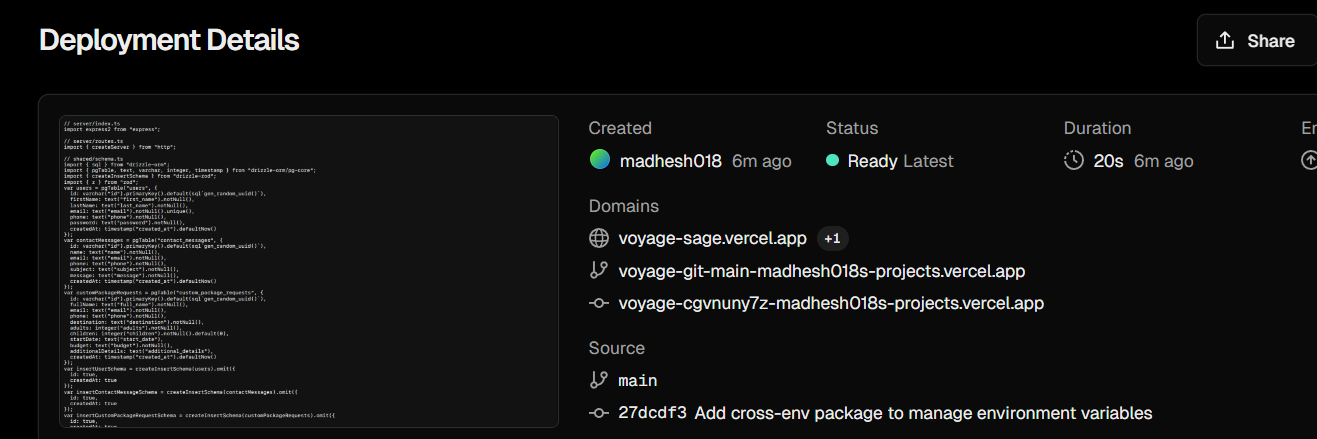 Deployment Details
Share
// server/index.ts
import express2 from "express";
// server/router.ts
import { createServer } from "http";
// shared/schema.ts
import { sql } from "drizzle-orm";
import { pgTable, text, varchar, integer, timestamp } from "drizzle-orm/pg-core";
import { createInsertSchema } from "drizzle-zod";
import { z } from "zod";
var users = pgTable("users", {
id: varchar("id").primaryKey().default(sql`gen_random_uuid()`),
firstName: text("first_name").notNull(),
lastName: text("last_name").notNull(),
email: text("email").notNull().unique(),
phone: text("phone").notNull(),
password: text("password").notNull(),
createdAt: timestamp("created_at").defaultNow()
});
var contactMessages = pgTable("contact_messages", {
id: varchar("id").primaryKey().default(sql`gen_random_uuid()`),
name: text("name").notNull(),
email: text("email").notNull(),
phone: text("phone").notNull(),
subject: text("subject").notNull(),
message: text("message").notNull(),
createdAt: timestamp("created_at").defaultNow()
});
var customPackageRequests = pgTable("custom_package_requests", {
id: varchar("id").primaryKey().default(sql`gen_random_uuid()`),
fullName: text("full_name").notNull(),
email: text("email").notNull(),
phone: text("phone").notNull(),
destination: text("destination").notNull(),
adults: integer("adults").notNull(),
children: integer("children").notNull().default(0),
startDate: text("start_date"),
budget: text("budget").notNull(),
additionalDetails: text("additional_details"),
createdAt: timestamp("created_at").defaultNow()
});
var insertUserSchema = createInsertSchema(users).omit({
id: true,
createdAt: true
});
var insertContactMessageSchema = createInsertSchema(contactMessages).omit({
id: true,
createdAt: true
});
var insertCustomPackageRequestSchema = createInsertSchema(customPackageRequests).omit({
id: true,
Created
madhesh018 6m ago
Status
Ready Latest
Duration
20s 6m ago
Domains
voyage-sage.vercel.app +1
voyage-git-main-madhesh018s-projects.vercel.app
voyage-cgvnuny7z-madhesh018s-projects.vercel.app
Source
main
27dcdf3 Add cross-env package to manage environment variables